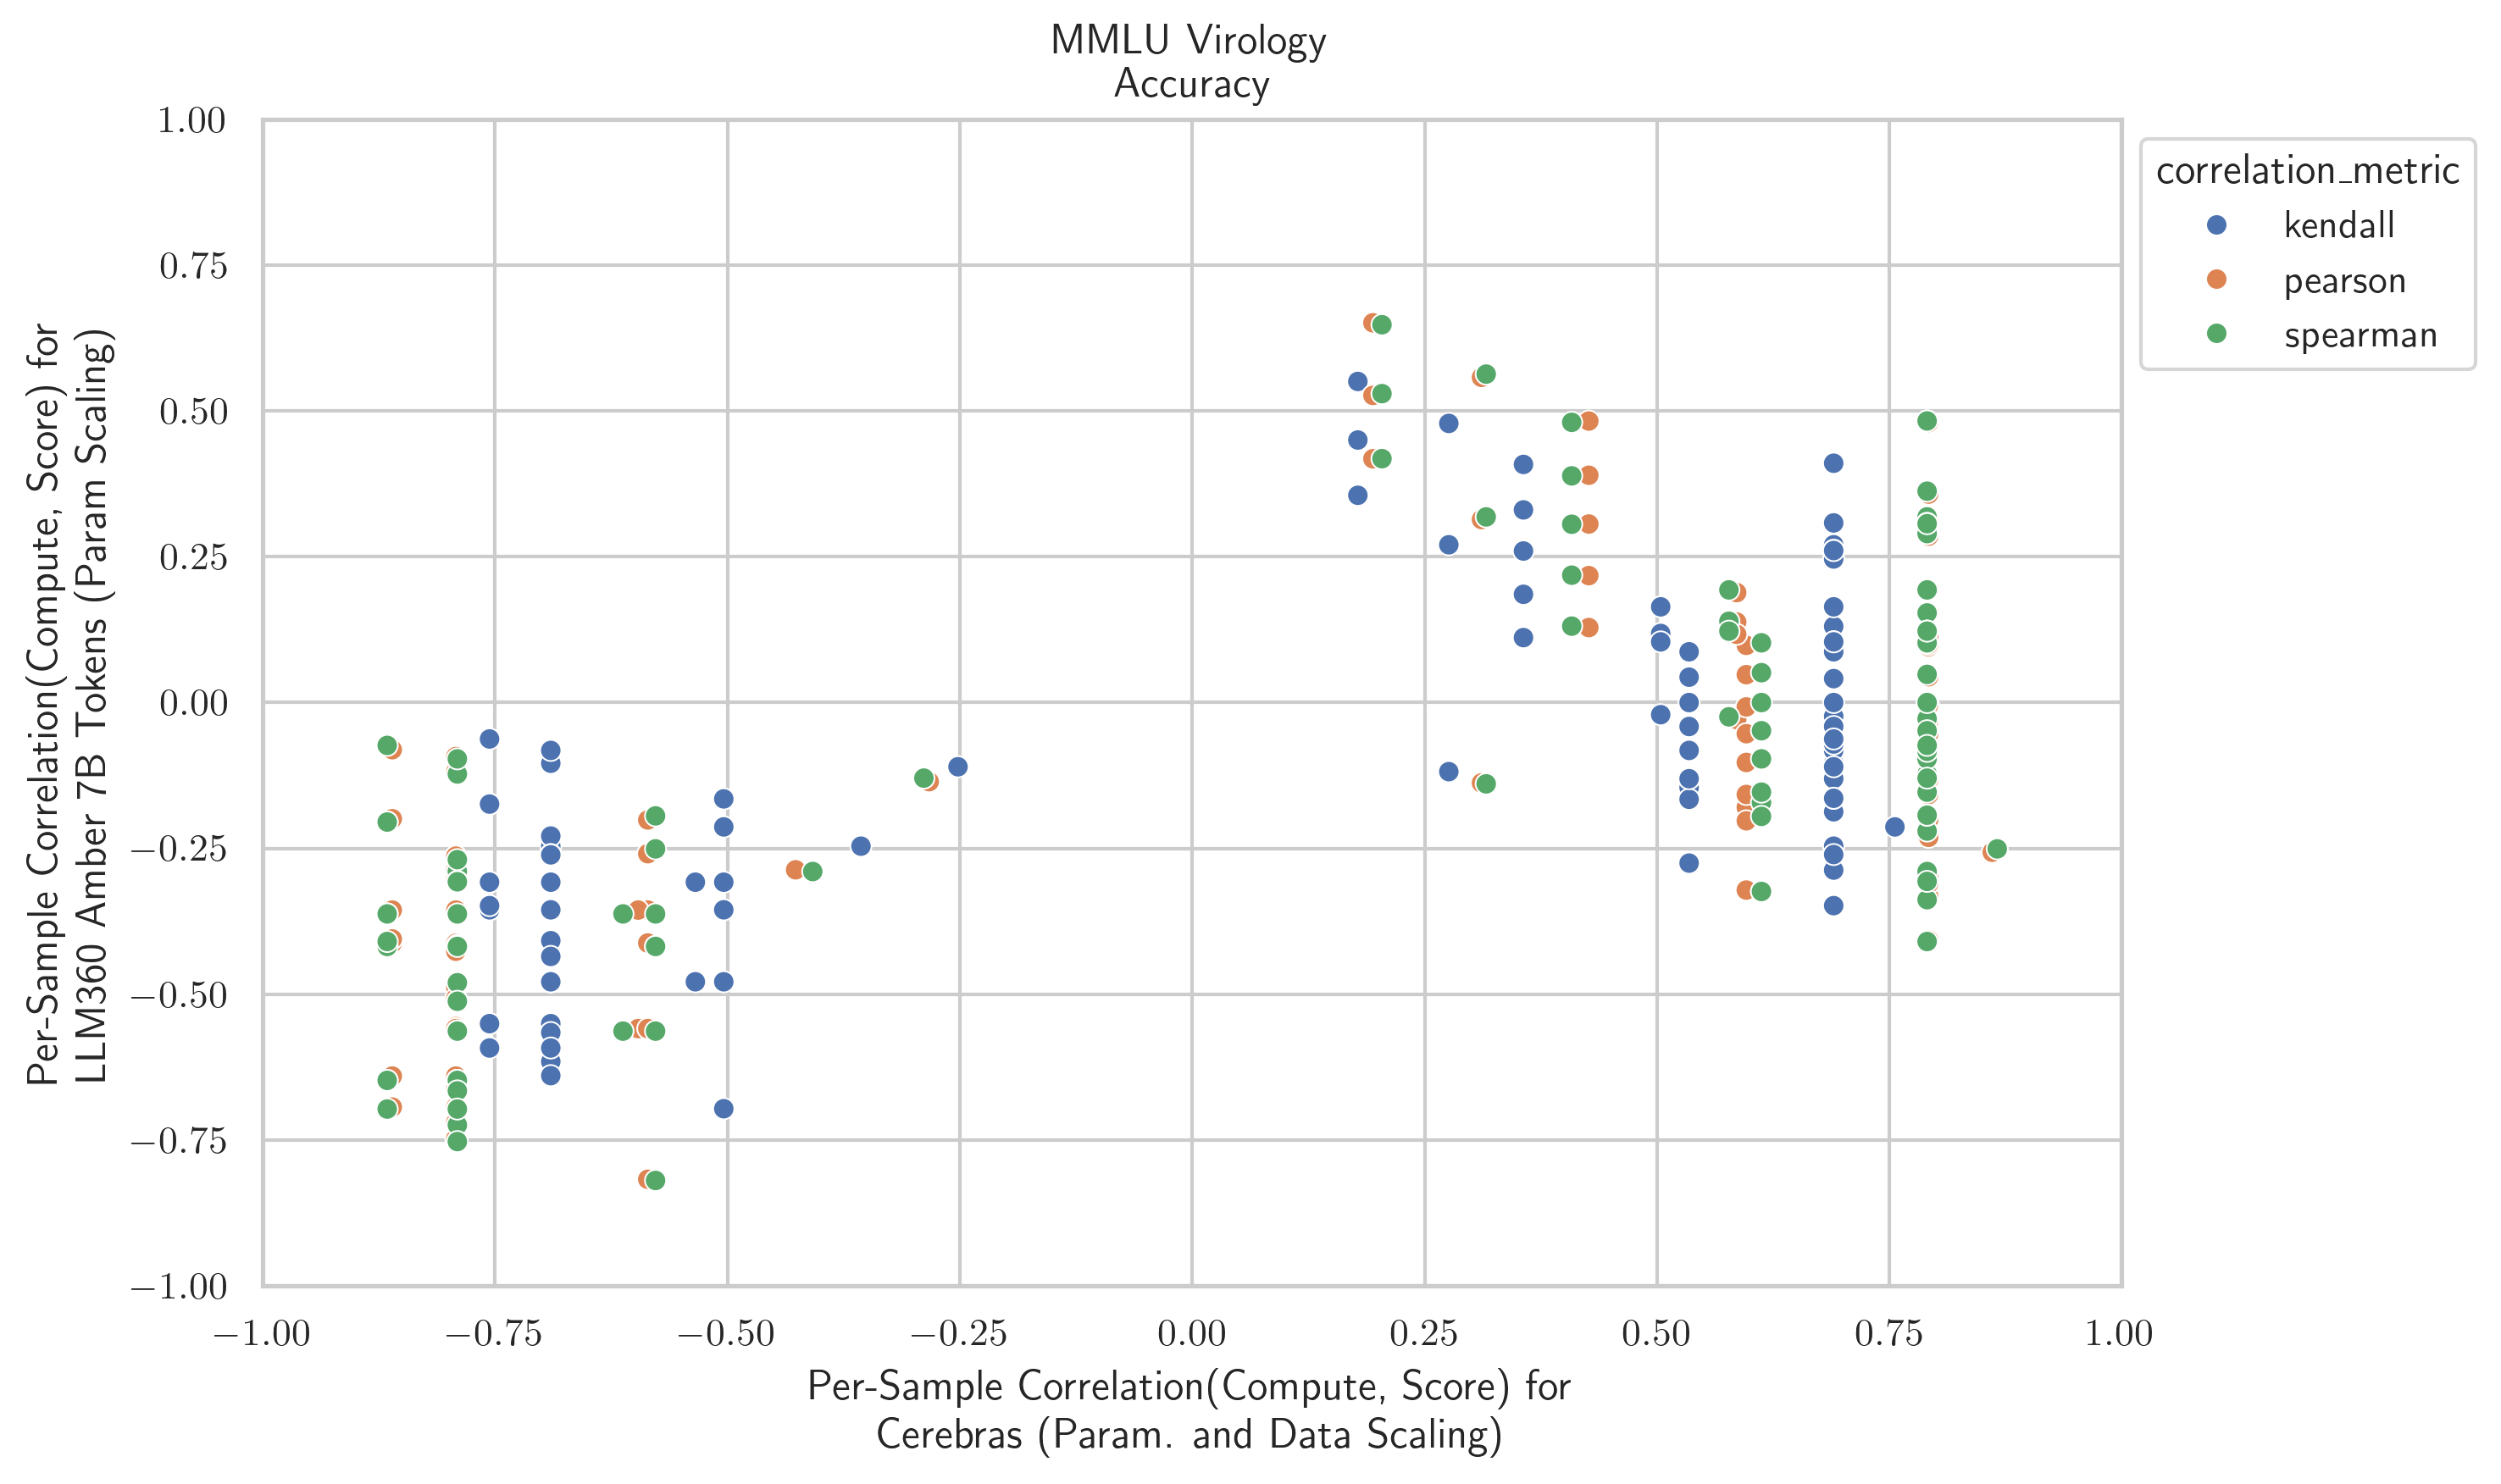 MMLU Virology
Accuracy
1.00
0.75
0.50
0.25
0.00
−0.25
−0.50
−0.75
−1.00
Per-Sample Correlation(Compute, Score) for
LLM360 Amber 7B Tokens (Param Scaling)
correlation_metric
kendall
pearson
spearman
−1.00 −0.75 −0.50 −0.25 0.00 0.25 0.50 0.75 1.00
Per-Sample Correlation(Compute, Score) for
Cerebras (Param. and Data Scaling)